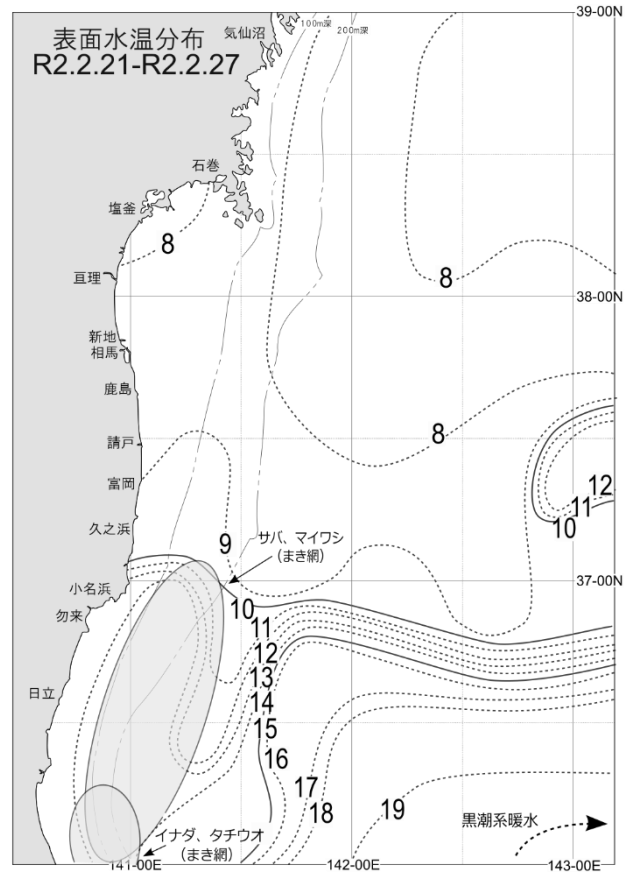 表面水温分布
R2.2.21-R2.2.27
気仙沼
100m深
200m深
39-00N
石巻
塩釜
8
亘理
8
38-00N
新地
相馬
鹿島
8
請戸
富岡
12
11
10
久之浜
9
サバ、マイワシ
(まき網)
37-00N
小名浜
勿来
10
11
12
13
14
15
16
17
18
19
日立
黒潮系暖水
イナダ、タチウオ
(まき網)
141-00E
142-00E
143-00E